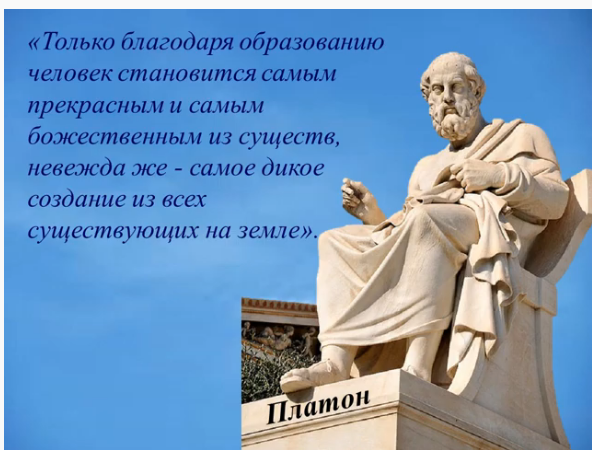 «Только благодаря образованию
человек становится самым
прекрасным и самым
божественным из существ,
невежда же - самое дикое
создание из всех
существующих на земле».
Платон